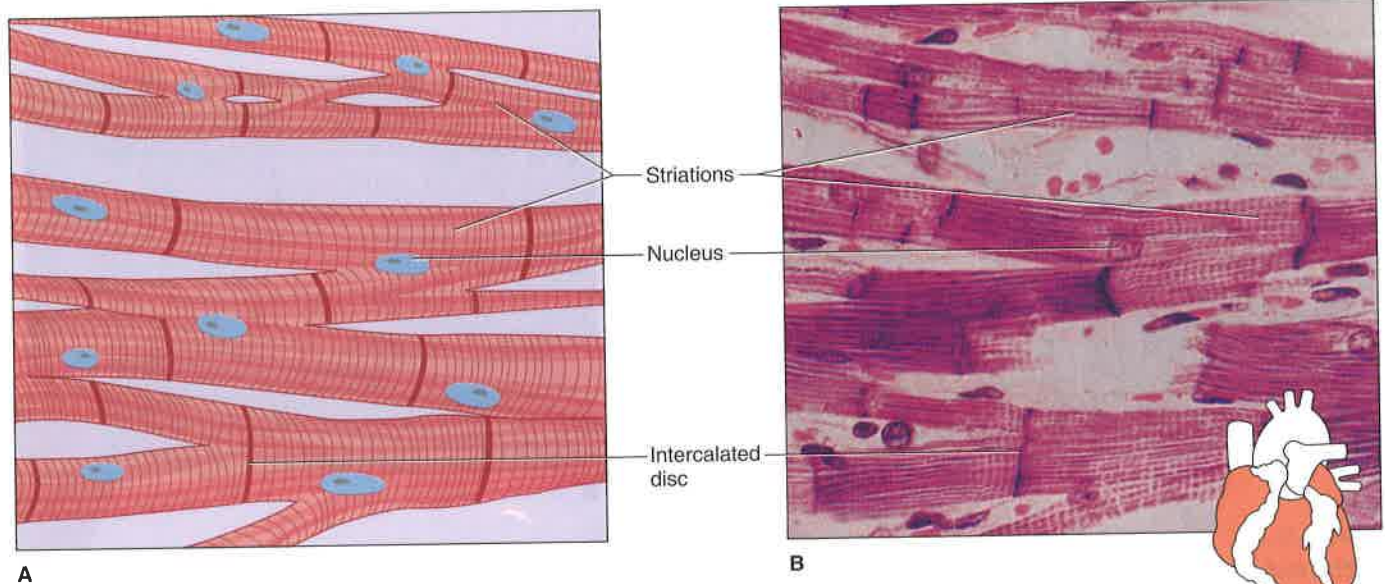 Striations
Nucleus
Intercalated
disc
A
B